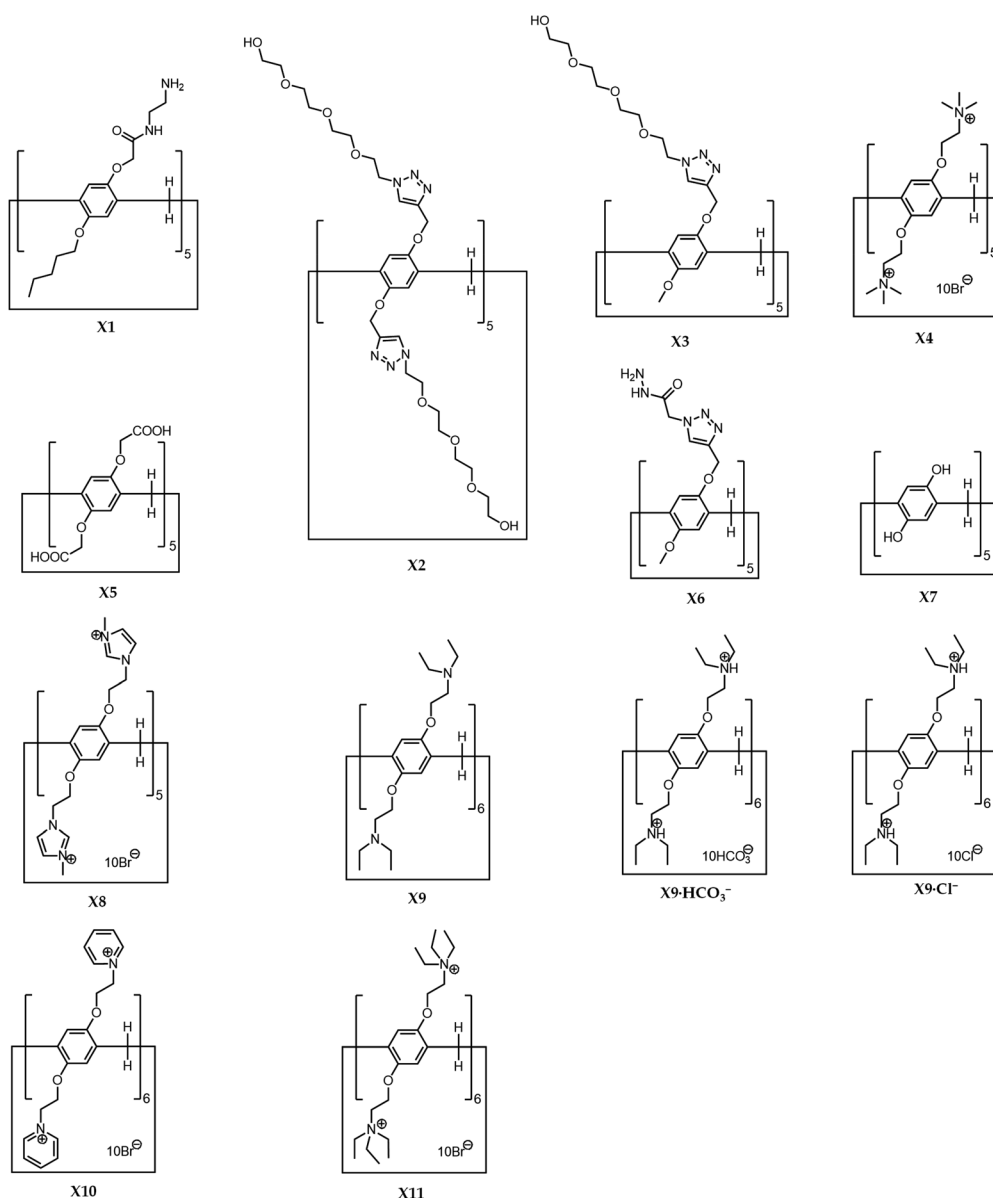 NH₂
O
NH
O
H
H
O
5
X1
HO
O
O
O
N
N
N
O
H
H
O
5
N
N
N
O
O
O
OH
X2
HO
O
O
O
N
N
N
O
H
H
O
5
X3
N⊕
O
H
H
O
5
N⊕
10Br⊖
X4
COOH
O
H
H
O
HOOC
5
X5
H₂N
NH
O
N
N
N
O
H
H
O
5
X6
OH
H
H
HO
5
X7
⊕N
N
O
H
H
O
5
N
N⊕
10Br⊖
X8
N
O
H
H
O
6
N
X9
⊕NH
O
H
H
O
6
⊕NH
10HCO₃⊖
X9·HCO₃⁻
⊕NH
O
H
H
O
6
⊕NH
10Cl⊖
X9·Cl⁻
⊕N
O
H
H
O
6
N⊕
10Br⊖
X10
N⊕
O
H
H
O
6
N⊕
10Br⊖
X11